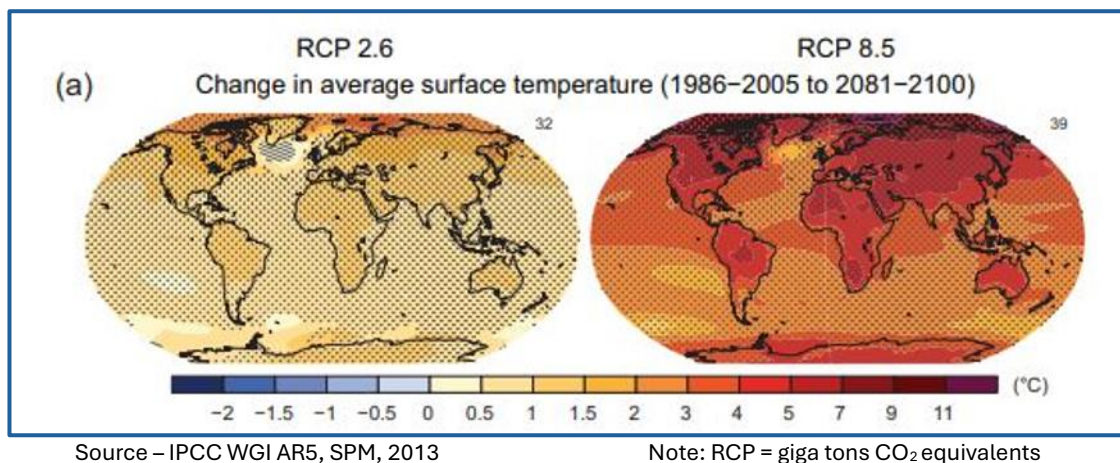 RCP 2.6 RCP 8.5
(a) Change in average surface temperature (1986−2005 to 2081−2100)
32 39
(°C)
−2 −1.5 −1 −0.5 0 0.5 1 1.5 2 3 4 5 7 9 11
Source – IPCC WGI AR5, SPM, 2013 Note: RCP = giga tons CO₂ equivalents